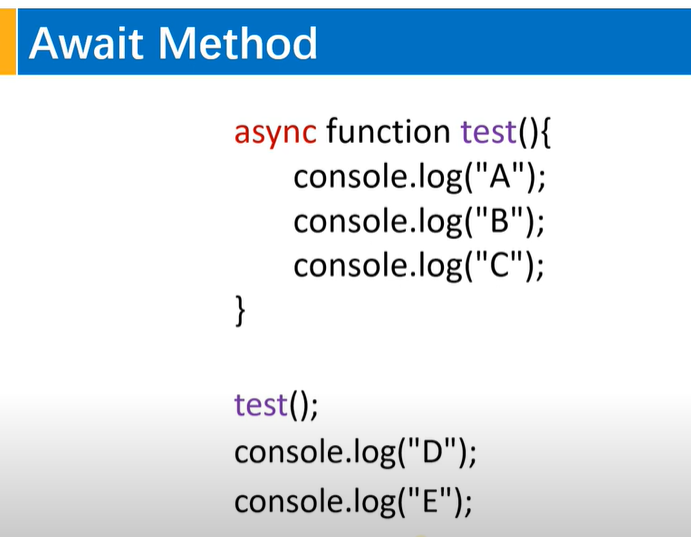 Await Method
async function test(){
console.log("A");
console.log("B");
console.log("C");
}
test();
console.log("D");
console.log("E");